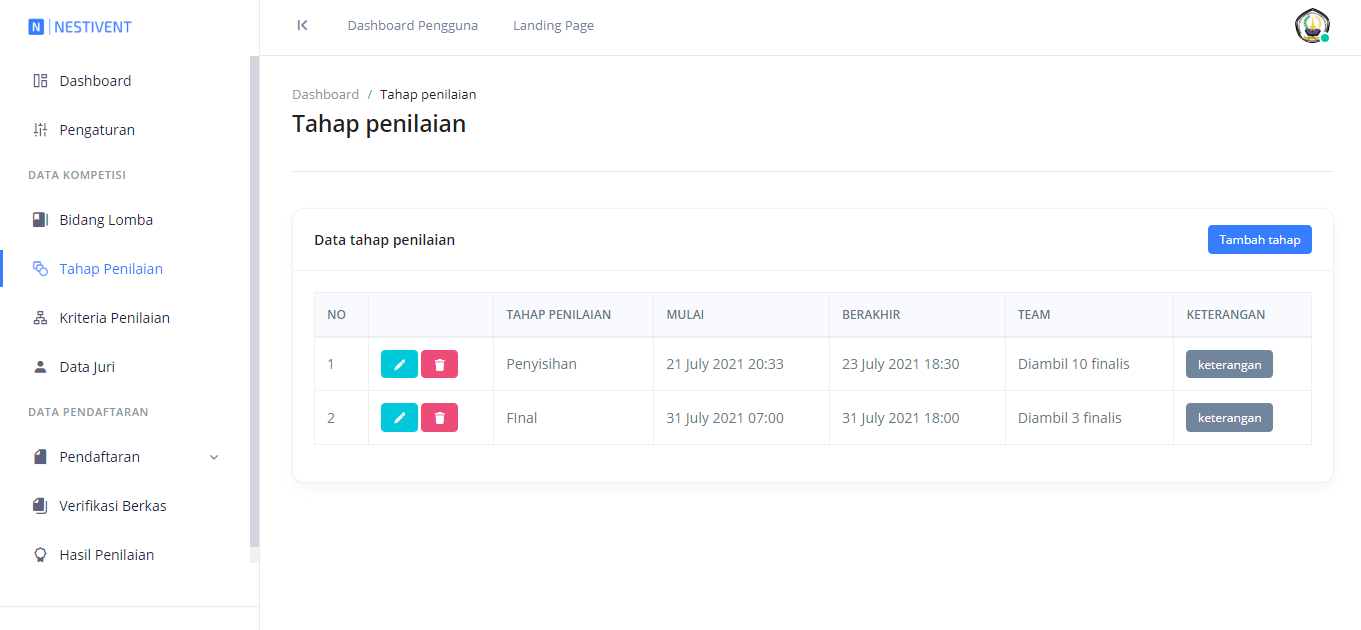 N | NESTIVENT
Dashboard Pengguna
Landing Page
Dashboard
Pengaturan
DATA KOMPETISI
Bidang Lomba
Tahap Penilaian
Kriteria Penilaian
Data Juri
DATA PENDAFTARAN
Pendaftaran
Verifikasi Berkas
Hasil Penilaian
Dashboard / Tahap penilaian
Tahap penilaian
Data tahap penilaian
Tambah tahap
NO TAHAP PENILAIAN MULAI BERAKHIR TEAM KETERANGAN
1 Penyisihan 21 July 2021 20:33 23 July 2021 18:30 Diambil 10 finalis keterangan
2 FInal 31 July 2021 07:00 31 July 2021 18:00 Diambil 3 finalis keterangan